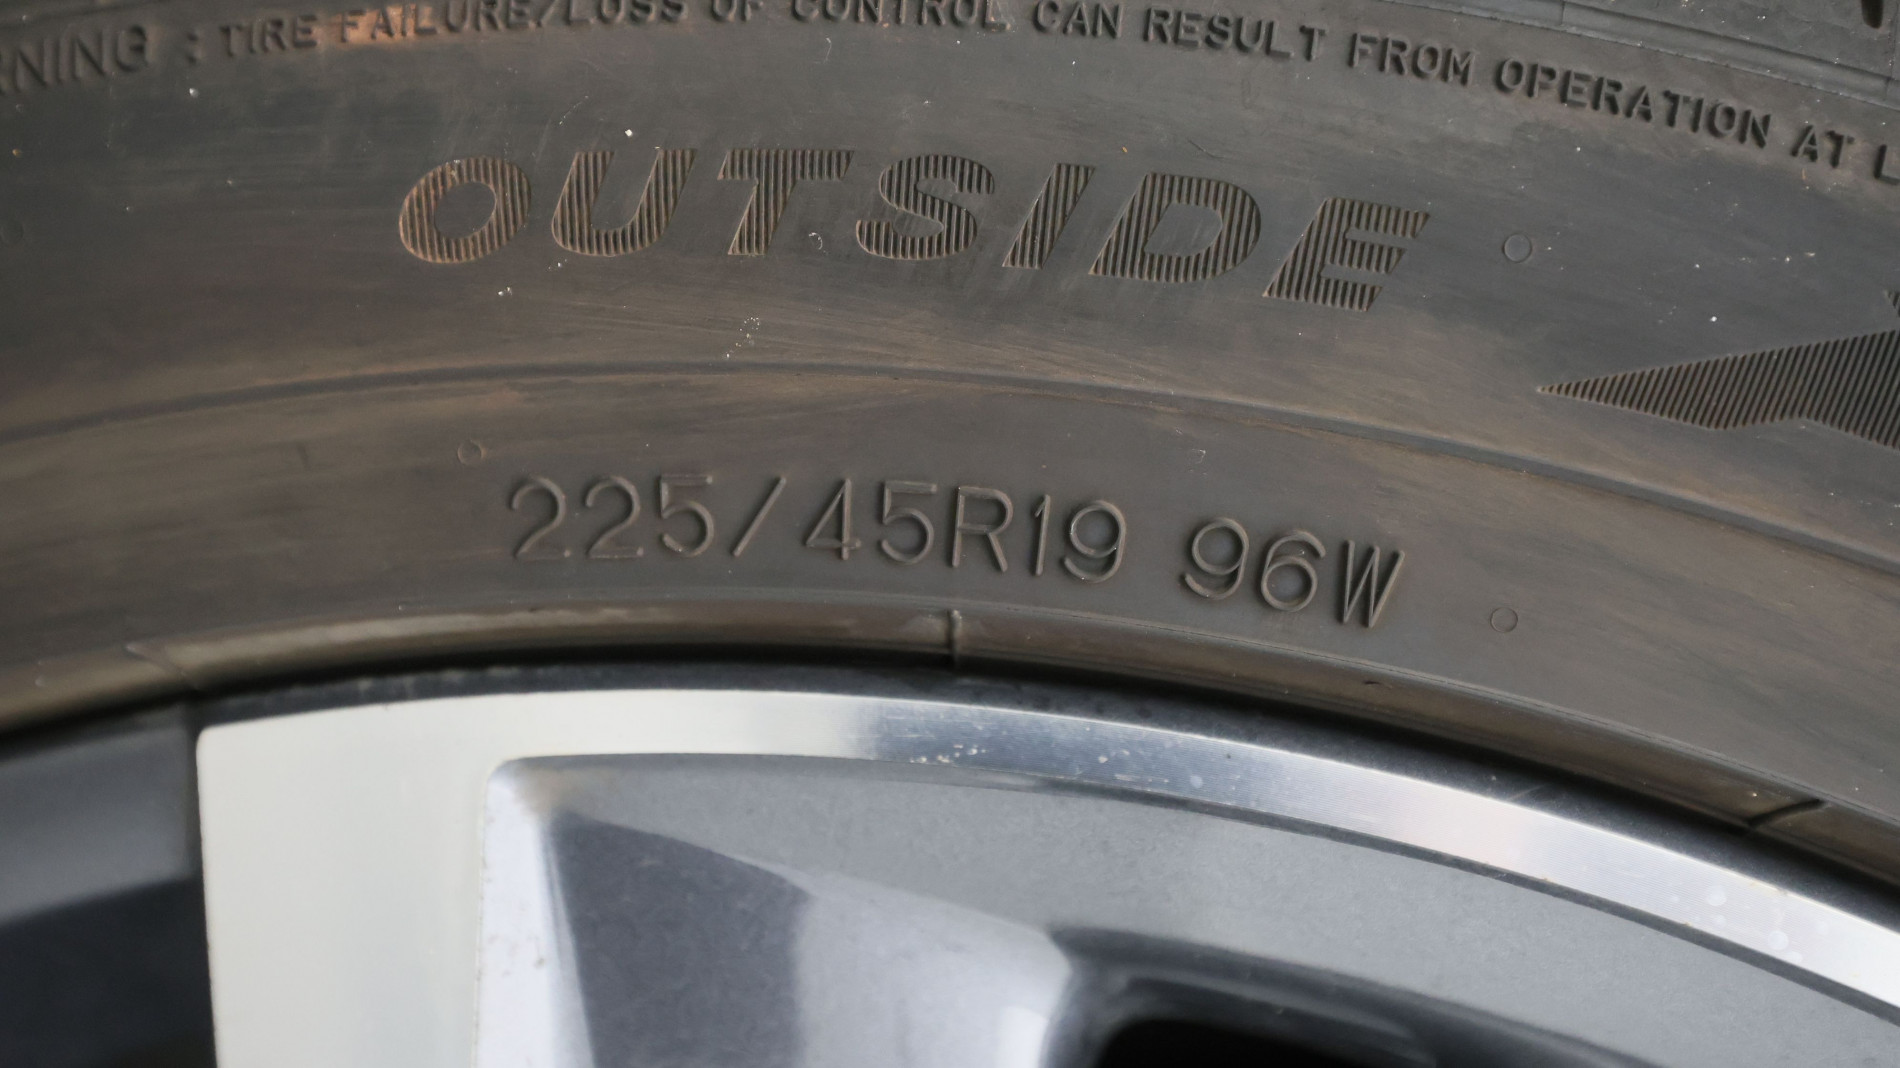 : TIRE FAILURE/LOSS OF CONTROL CAN RESULT FROM OPERATION AT
OUTSIDE
225/45R19 96W